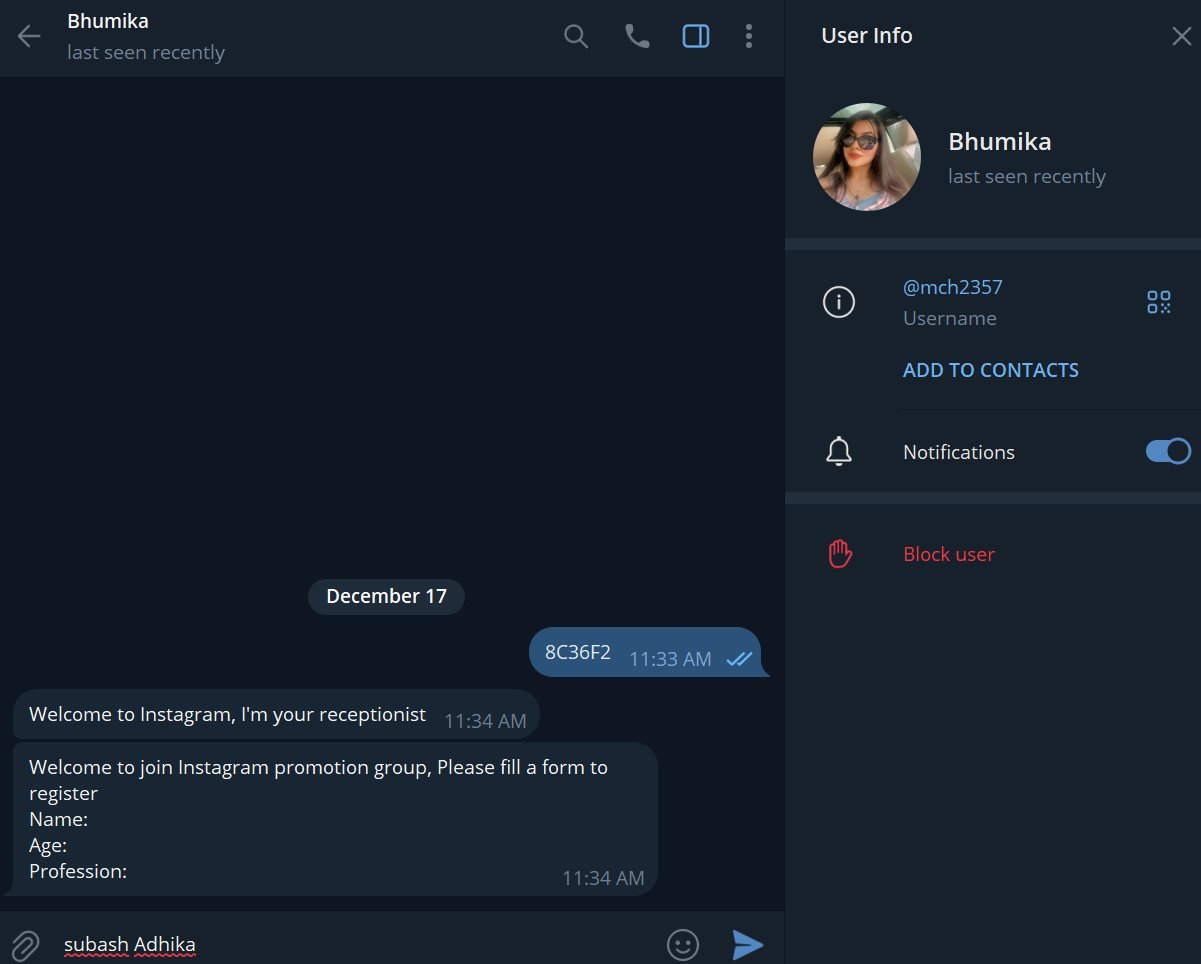 Bhumika
last seen recently
December 17
8C36F2 11:33 AM
Welcome to Instagram, I'm your receptionist 11:34 AM
Welcome to join Instagram promotion group, Please fill a form to
register
Name:
Age:
Profession:
11:34 AM
subash Adhika
User Info
Bhumika
last seen recently
@mch2357
Username
ADD TO CONTACTS
Notifications
Block user